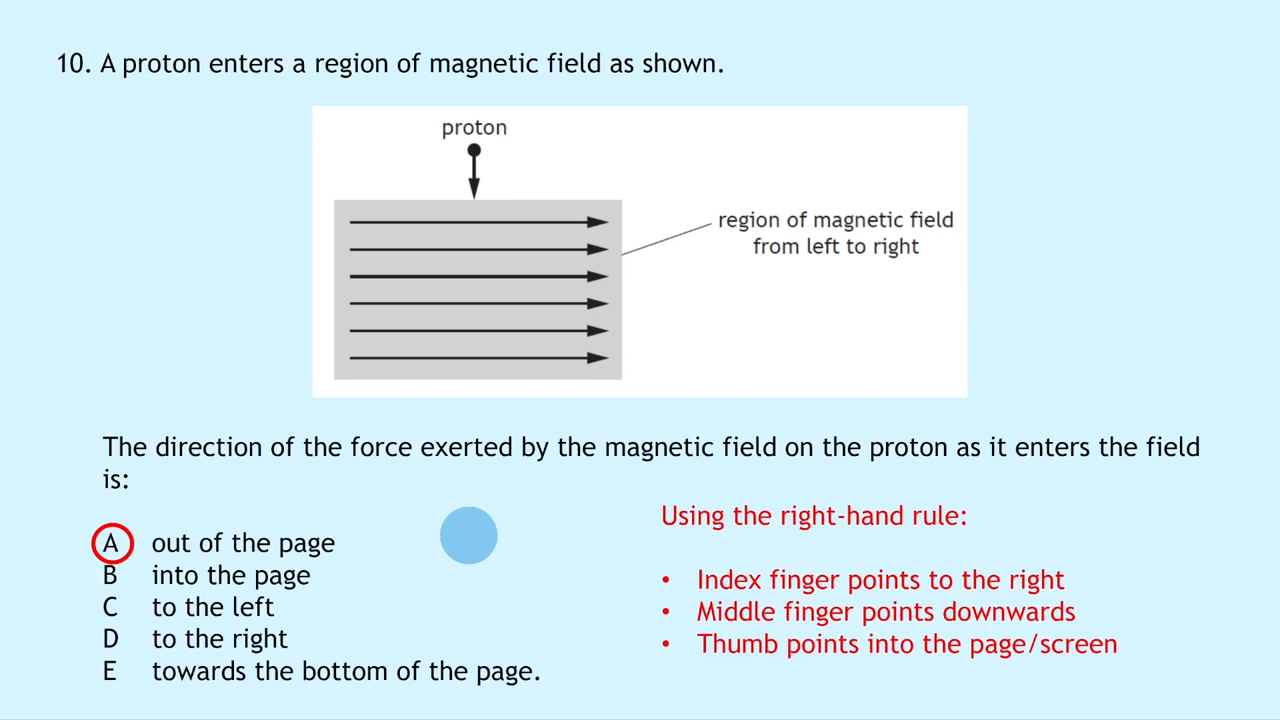 10. A proton enters a region of magnetic field as shown.
proton
region of magnetic field
from left to right
The direction of the force exerted by the magnetic field on the proton as it enters the field
is:
A out of the page
B into the page
C to the left
D to the right
E towards the bottom of the page.
Using the right-hand rule:
• Index finger points to the right
• Middle finger points downwards
• Thumb points into the page/screen